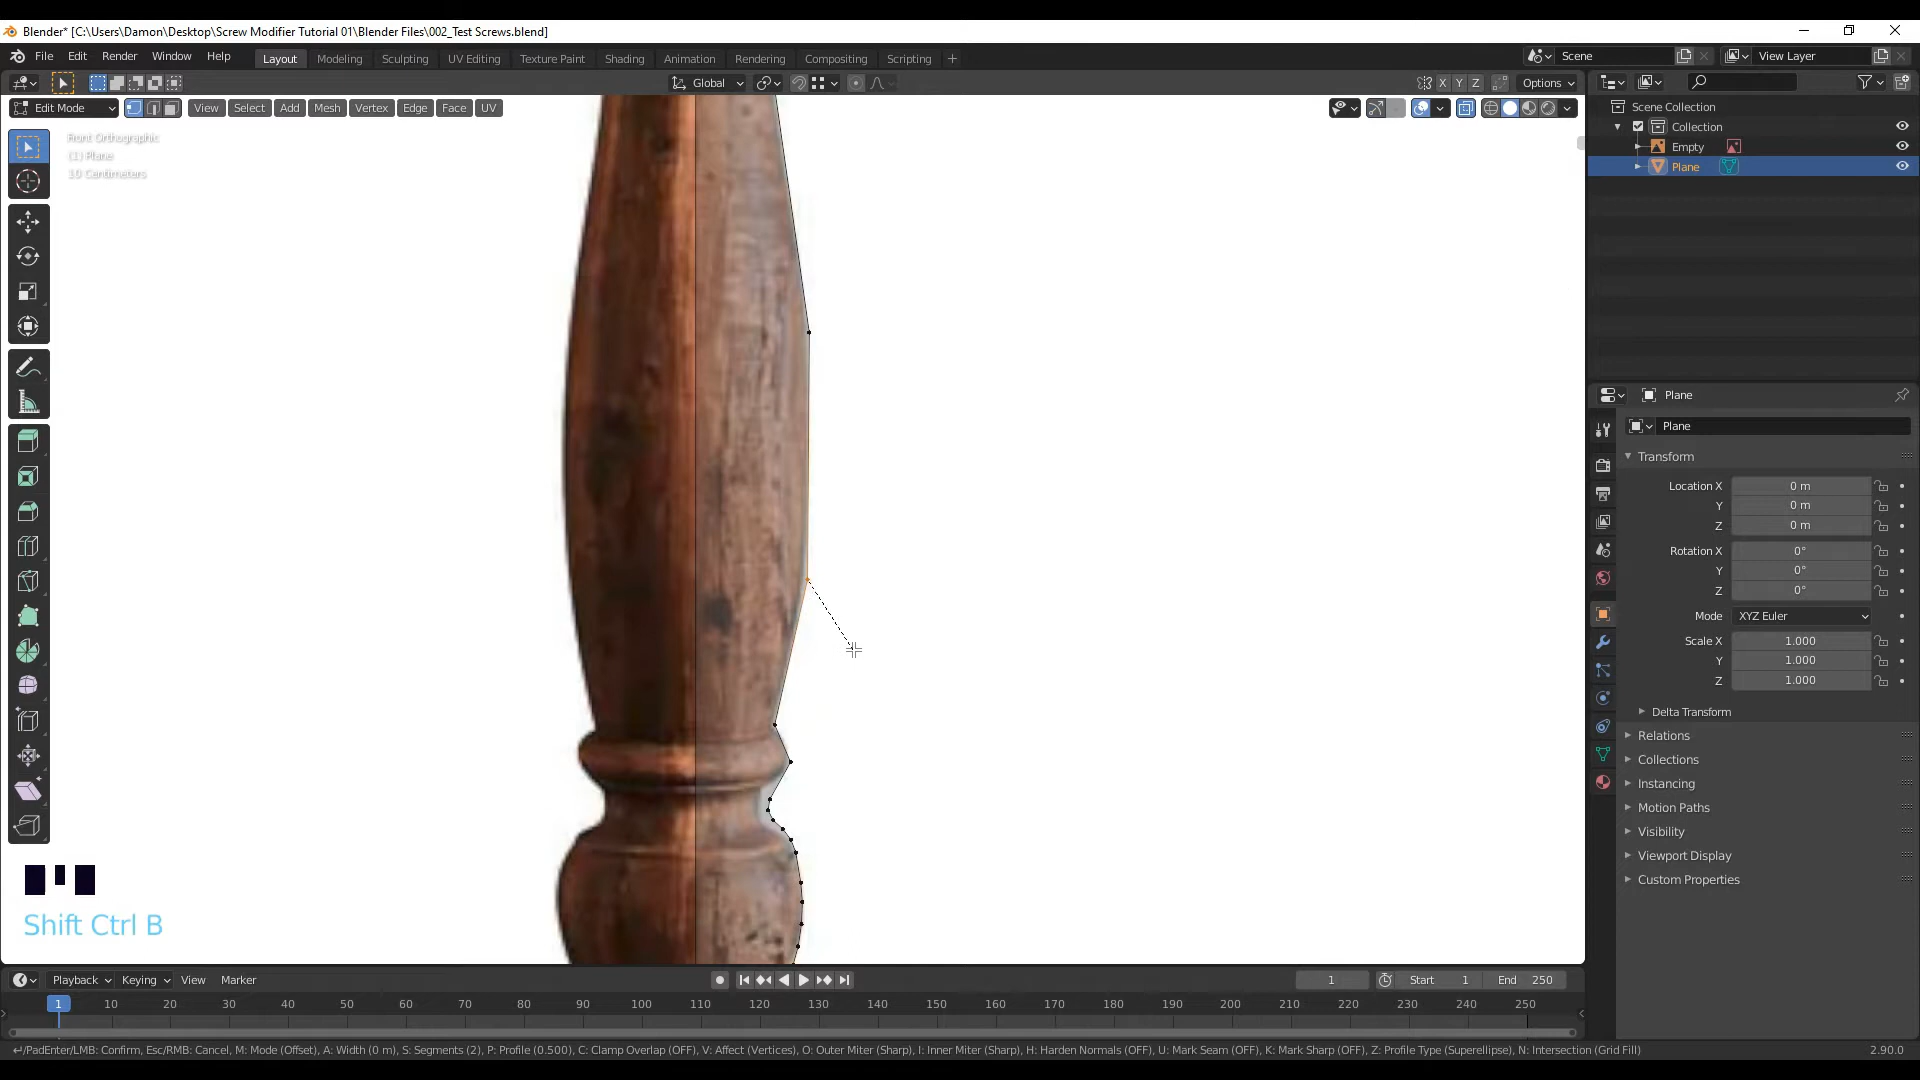 Blender* [C:\Users\Damon\Desktop\Screw Modifier Tutorial 01\Blender Files\002_Test Screws.blend]
File Edit Render Window Help
Layout Modeling Sculpting UV Editing Texture Paint Shading Animation Rendering Compositing Scripting +
Scene
View Layer
Global
X Y Z
Options
Edit Mode
View Select Add Mesh Vertex Edge Face UV
Front Orthographic
(1) Plane
10 Centimeters
Scene Collection
Collection
Empty
Plane
Plane
Plane
Transform
Location X 0 m
Y 0 m
Z 0 m
Rotation X 0°
Y 0°
Z 0°
Mode XYZ Euler
Scale X 1.000
Y 1.000
Z 1.000
Delta Transform
Relations
Collections
Instancing
Motion Paths
Visibility
Viewport Display
Custom Properties
Shift Ctrl B
Playback Keying View Marker
1
Start 1
End 250
1 10 20 30 40 50 60 70 80 90 100 110 120 130 140 150 160 170 180 190 200 210 220 230 240 250
↵/PadEnter/LMB: Confirm, Esc/RMB: Cancel, M: Mode (Offset), A: Width (0 m), S: Segments (2), P: Profile (0.500), C: Clamp Overlap (OFF), V: Affect (Vertices), O: Outer Miter (Sharp), I: Inner Miter (Sharp), H: Harden Normals (OFF), U: Mark Seam (OFF), K: Mark Sharp (OFF), Z: Profile Type (Superellipse), N: Intersection (Grid Fill)
2.90.0